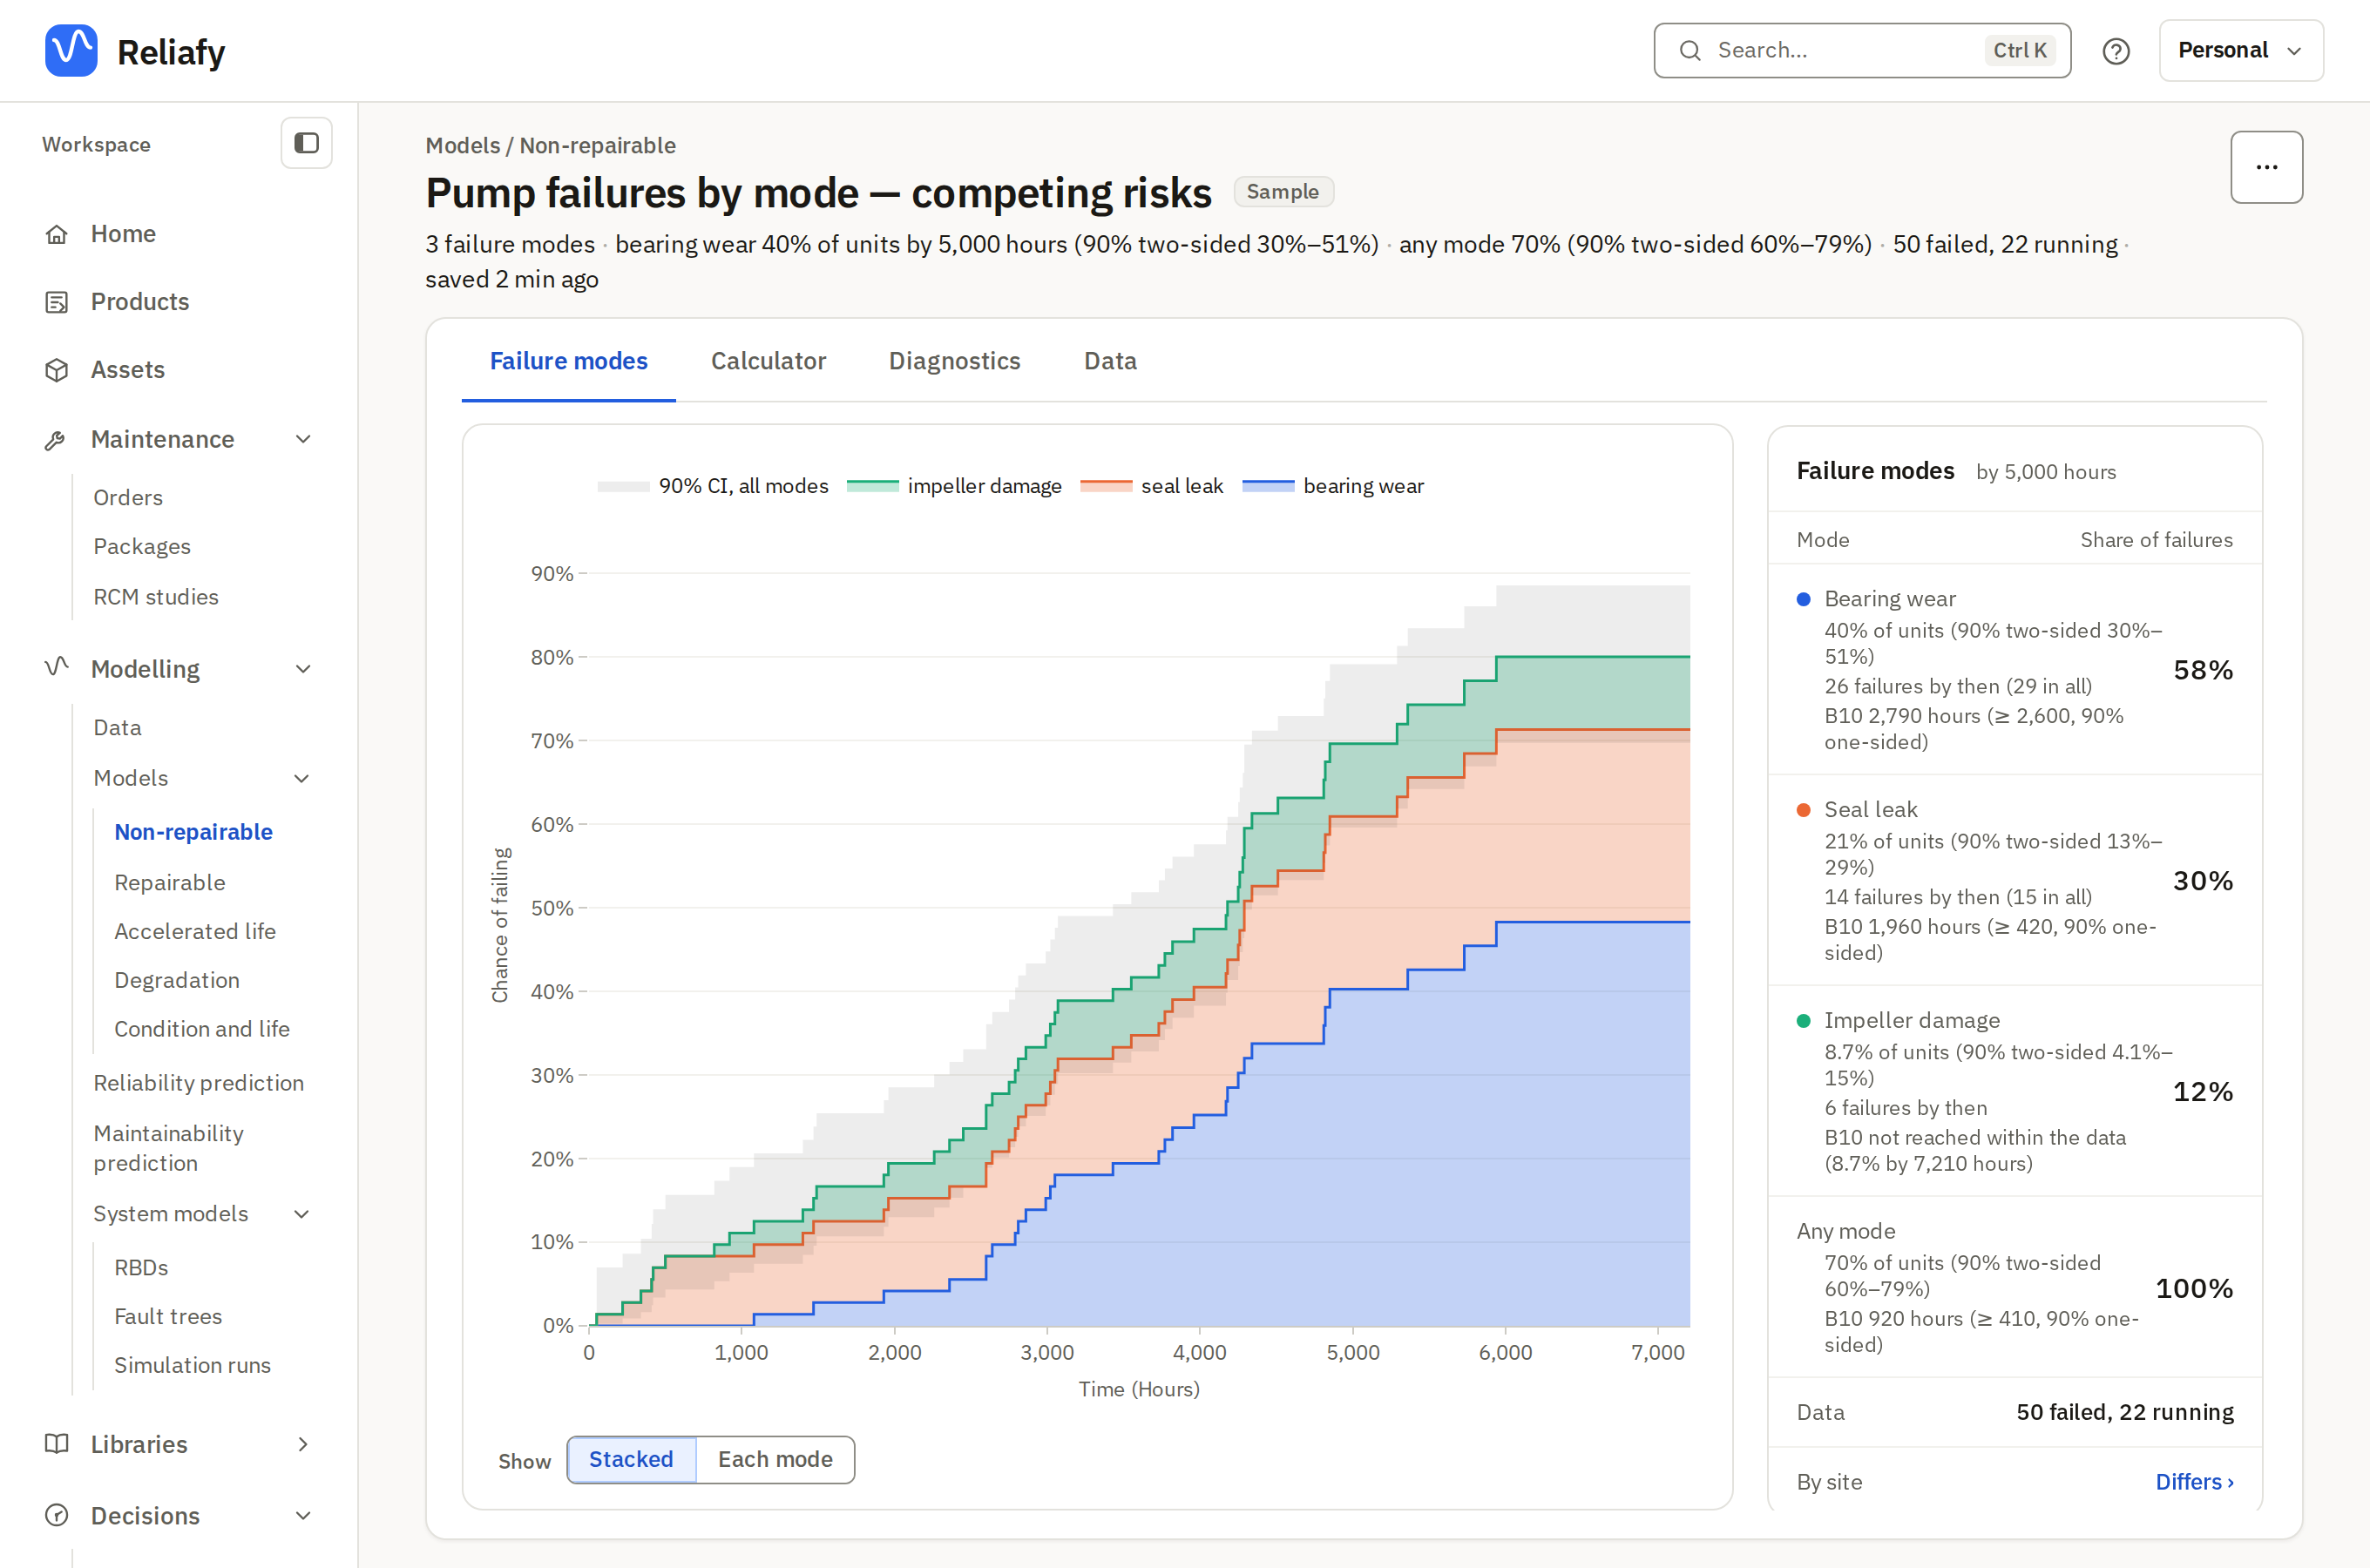 Reliafy
Search...
Ctrl K
Personal
Workspace
Home
Products
Assets
Maintenance
Orders
Packages
RCM studies
Modelling
Data
Models
Non-repairable
Repairable
Accelerated life
Degradation
Condition and life
Reliability prediction
Maintainability
prediction
System models
RBDs
Fault trees
Simulation runs
Libraries
Decisions
Models / Non-repairable
Pump failures by mode — competing risks
Sample
3 failure modes · bearing wear 40% of units by 5,000 hours (90% two-sided 30%–51%) · any mode 70% (90% two-sided 60%–79%) · 50 failed, 22 running ·
saved 2 min ago
Failure modes
Calculator
Diagnostics
Data
90% CI, all modes
impeller damage
seal leak
bearing wear
Chance of failing
90%
80%
70%
60%
50%
40%
30%
20%
10%
0%
0
1,000
2,000
3,000
4,000
5,000
6,000
7,000
Time (Hours)
Show
Stacked
Each mode
Failure modes by 5,000 hours
Mode
Share of failures
Bearing wear
40% of units (90% two-sided 30%–
51%)
26 failures by then (29 in all)
B10 2,790 hours (≥ 2,600, 90%
one-sided)
58%
Seal leak
21% of units (90% two-sided 13%–
29%)
14 failures by then (15 in all)
B10 1,960 hours (≥ 420, 90% one-
sided)
30%
Impeller damage
8.7% of units (90% two-sided 4.1%–
15%)
6 failures by then
B10 not reached within the data
(8.7% by 7,210 hours)
12%
Any mode
70% of units (90% two-sided
60%–79%)
B10 920 hours (≥ 410, 90% one-
sided)
100%
Data
50 failed, 22 running
By site
Differs ›